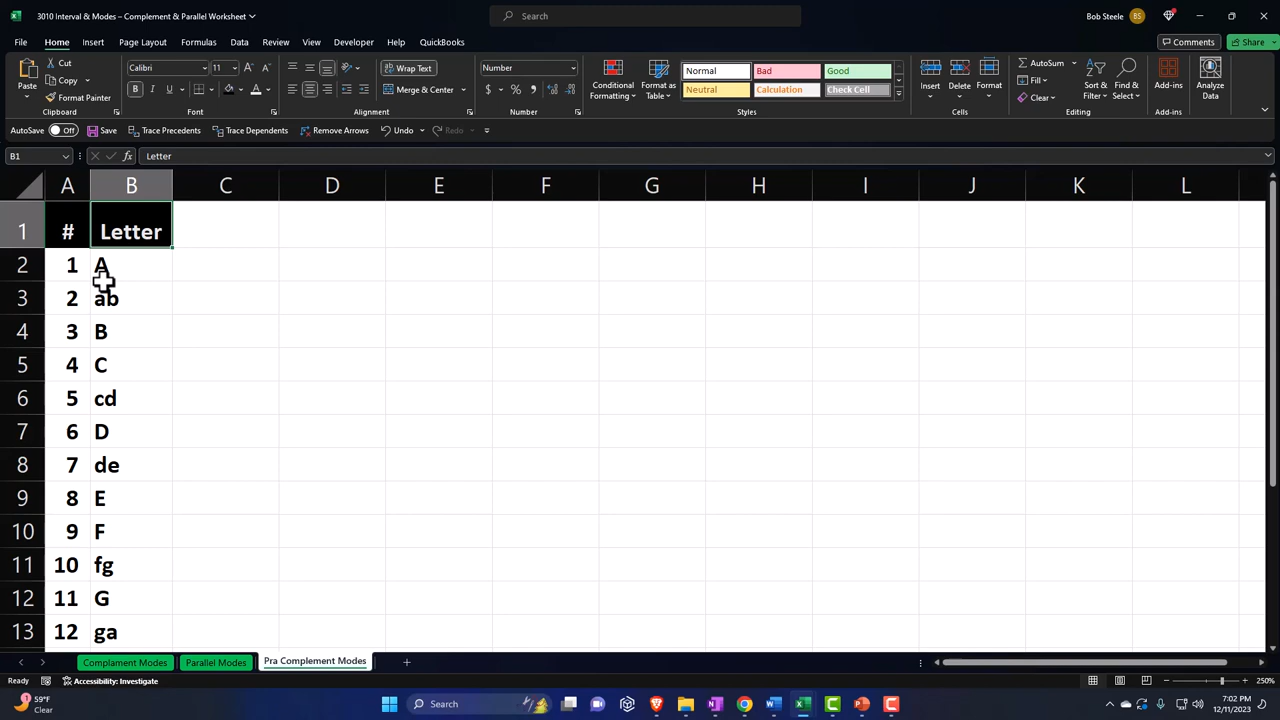 3010 Interval & Modes – Complement & Parallel Worksheet
Search
Bob Steele
BS
File Home Insert Page Layout Formulas Data Review View Developer Help QuickBooks
Comments
Share
Paste
Cut
Copy
Format Painter
Clipboard
Calibri
11
B I U
Font
Wrap Text
Merge & Center
Alignment
Number
$ % 9
Number
Conditional Formatting
Format as Table
Normal Bad Good
Neutral Calculation Check Cell
Styles
Insert Delete Format
Cells
AutoSum
Fill
Clear
Sort & Filter
Find & Select
Editing
Add-ins
Add-ins
Analyze Data
AutoSave Off Save Trace Precedents Trace Dependents Remove Arrows Undo Redo
B1 fx Letter
A B C D E F G H I J K L
1 # Letter
2 1 A
3 2 ab
4 3 B
5 4 C
6 5 cd
7 6 D
8 7 de
9 8 E
10 9 F
11 10 fg
12 11 G
13 12 ga
Complament Modes Parallel Modes Pra Complement Modes
Ready Accessibility: Investigate 250%
1
59°F
Clear
Search
7:02 PM
12/11/2023